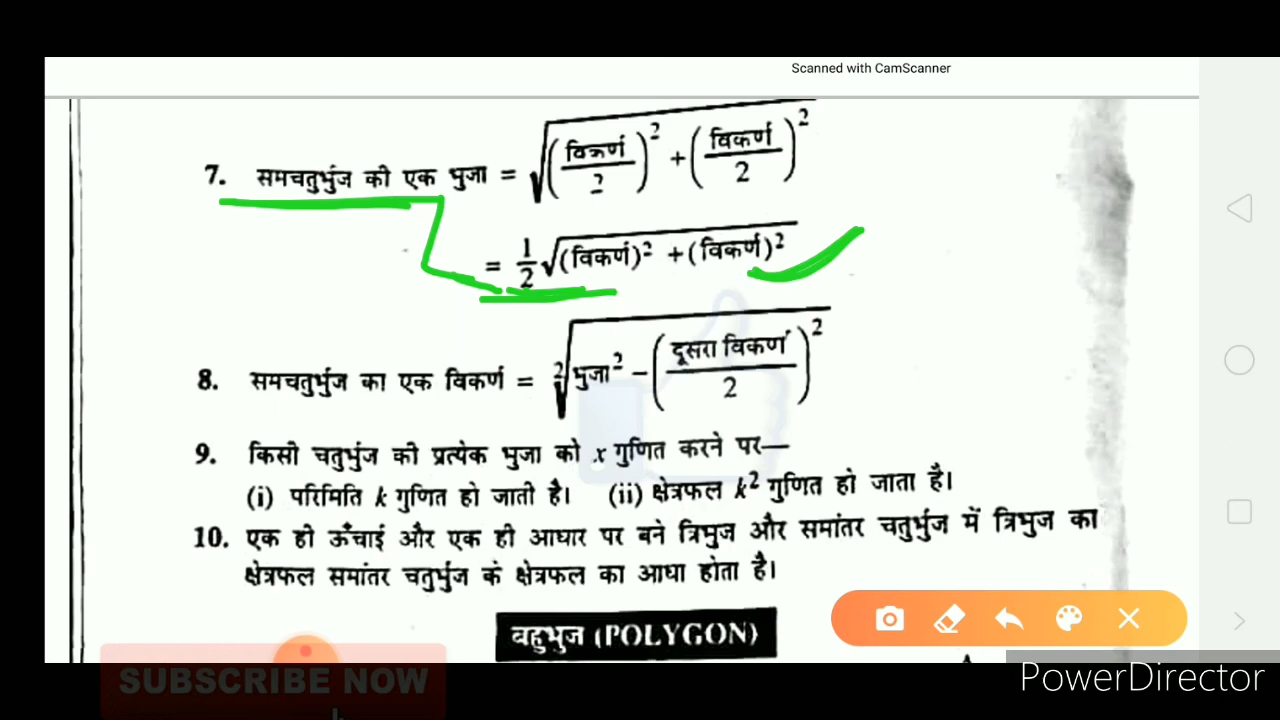 Scanned with CamScanner
7. समचतुर्भुज की एक भुजा = √((विकर्ण/2)² + (विकर्ण/2)²)
= 1/2 √((विकर्ण)² + (विकर्ण)²)
8. समचतुर्भुज का एक विकर्ण = 2√(भुजा² − (दूसरा विकर्ण/2)²)
9. किसी चतुर्भुज की प्रत्येक भुजा को x गुणित करने पर—
(i) परिमिति k गुणित हो जाती है। (ii) क्षेत्रफल k² गुणित हो जाता है।
10. एक ही ऊँचाई और एक ही आधार पर बने त्रिभुज और समांतर चतुर्भुज में त्रिभुज का
क्षेत्रफल समांतर चतुर्भुज के क्षेत्रफल का आधा होता है।
बहुभुज (POLYGON)
SUBSCRIBE NOW
PowerDirector